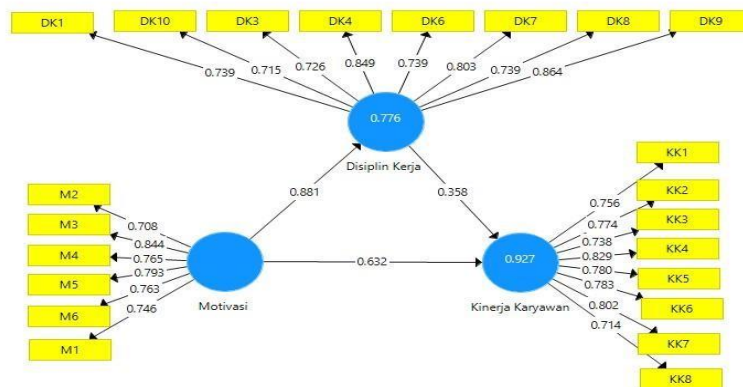 DK1 DK10 DK3 DK4 DK6 DK7 DK8 DK9
0.739 0.715 0.726 0.849 0.739 0.803 0.739 0.864
0.776
Disiplin Kerja
0.881
0.358
0.632
M2
M3
M4
M5
M6
M1
0.708
0.844
0.765
0.793
0.763
0.746
Motivasi
0.927
Kinerja Karyawan
0.756
0.774
0.738
0.829
0.780
0.783
0.802
0.714
KK1
KK2
KK3
KK4
KK5
KK6
KK7
KK8